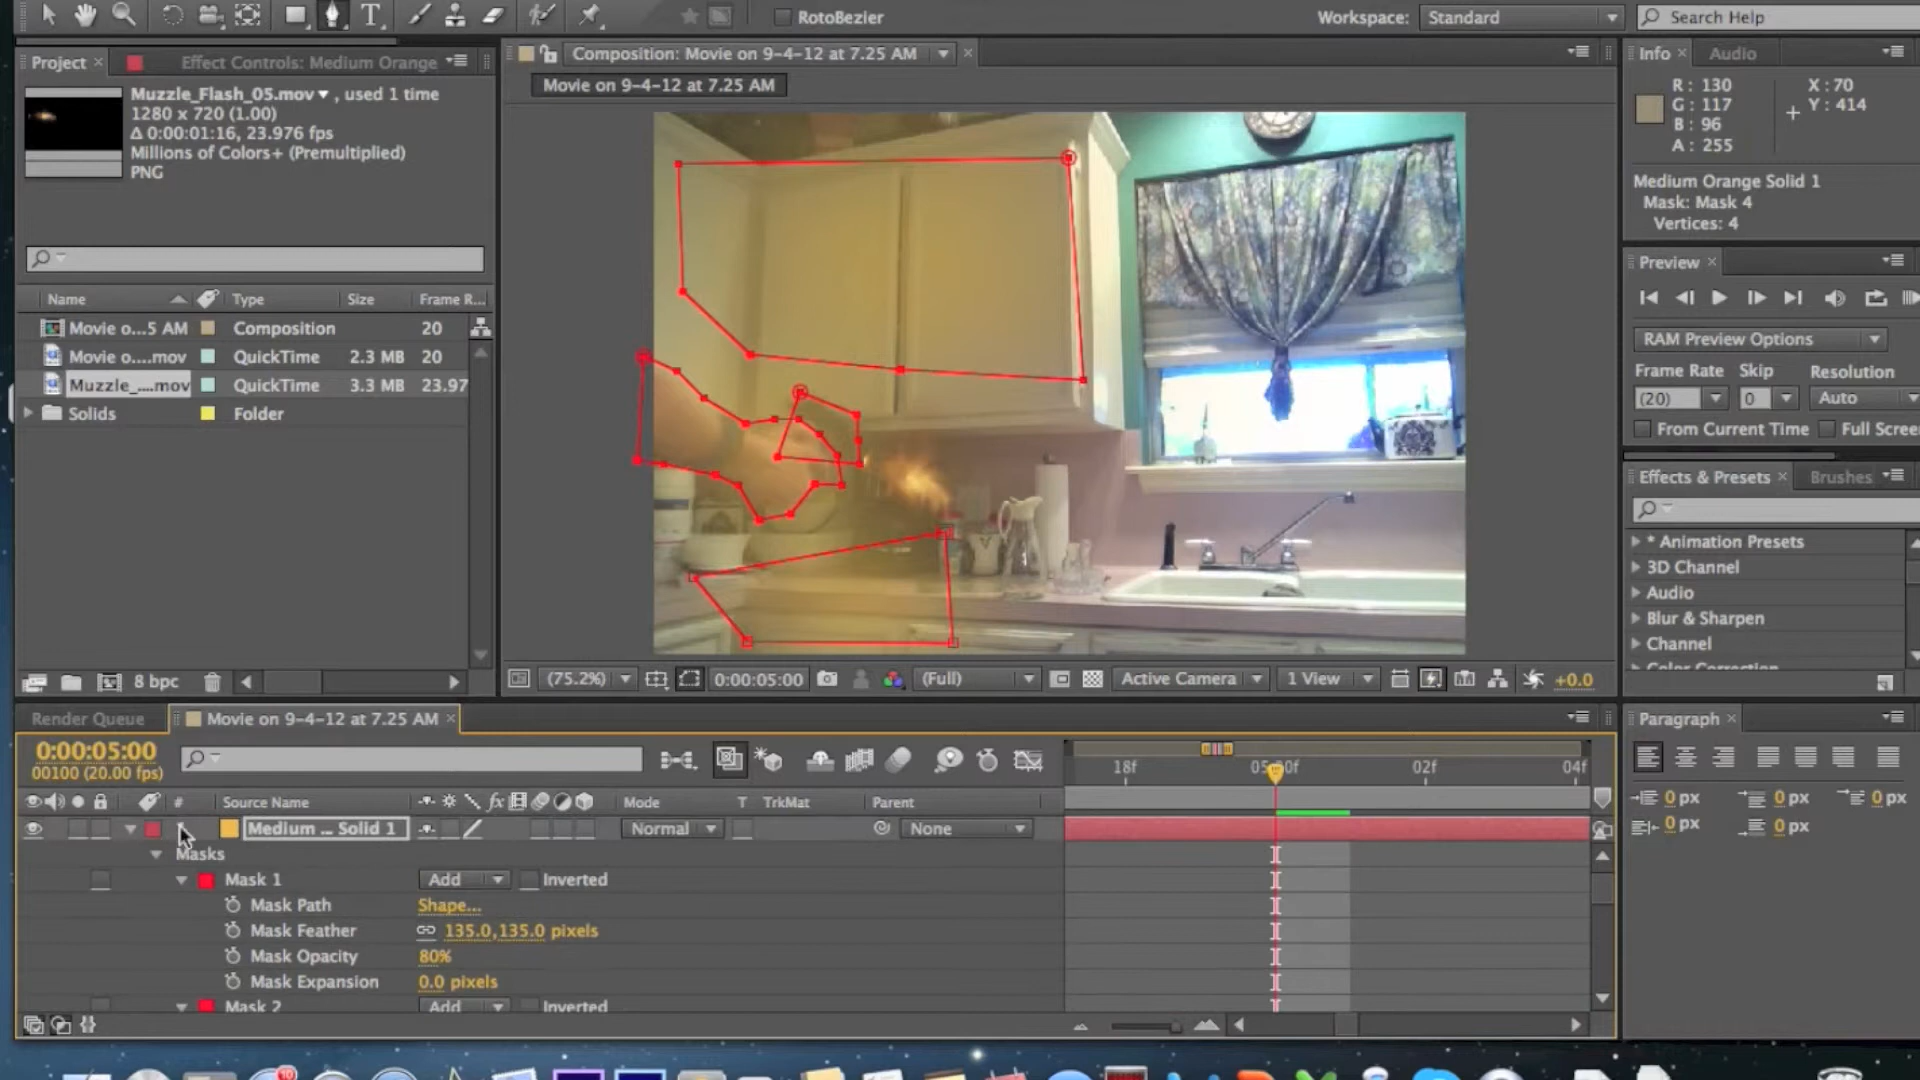 T RotoBezier Workspace: Standard Search Help
Project × Effect Controls: Medium Orange
Muzzle_Flash_05.mov , used 1 time
1280 x 720 (1.00)
Δ 0:00:01:16, 23.976 fps
Millions of Colors+ (Premultiplied)
PNG
Name Type Size Frame R...
Movie o...5 AM Composition 20
Movie o....mov QuickTime 2.3 MB 20
Muzzle_....mov QuickTime 3.3 MB 23.97
Solids Folder
8 bpc
Composition: Movie on 9-4-12 at 7.25 AM ×
Movie on 9-4-12 at 7.25 AM
(75.2%) 0:00:05:00 (Full) Active Camera 1 View +0.0
Info × Audio
R : 130 X : 70
G : 117 Y : 414
B : 96
A : 255
Medium Orange Solid 1
Mask: Mask 4
Vertices: 4
Preview ×
RAM Preview Options
Frame Rate Skip Resolution
(20) 0 Auto
From Current Time Full Screen
Effects & Presets × Brushes
* Animation Presets
3D Channel
Audio
Blur & Sharpen
Channel
Color Correction
Render Queue Movie on 9-4-12 at 7.25 AM ×
0:00:05:00
00100 (20.00 fps)
18f 05:00f 02f 04f
# Source Name fx Mode T TrkMat Parent
Medium ... Solid 1 Normal None
Masks
Mask 1 Add Inverted
Mask Path Shape...
Mask Feather 135.0,135.0 pixels
Mask Opacity 80%
Mask Expansion 0.0 pixels
Mask 2 Add Inverted
Paragraph ×
0 px 0 px 0 px
0 px 0 px
10